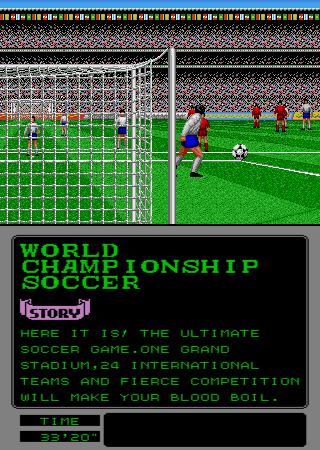 WORLD
CHAMPIONSHIP
SOCCER
STORY
HERE IT IS! THE ULTIMATE
SOCCER GAME.ONE GRAND
STADIUM,24 INTERNATIONAL
TEAMS AND FIERCE COMPETITION
WILL MAKE YOUR BLOOD BOIL.
TIME
33'20"